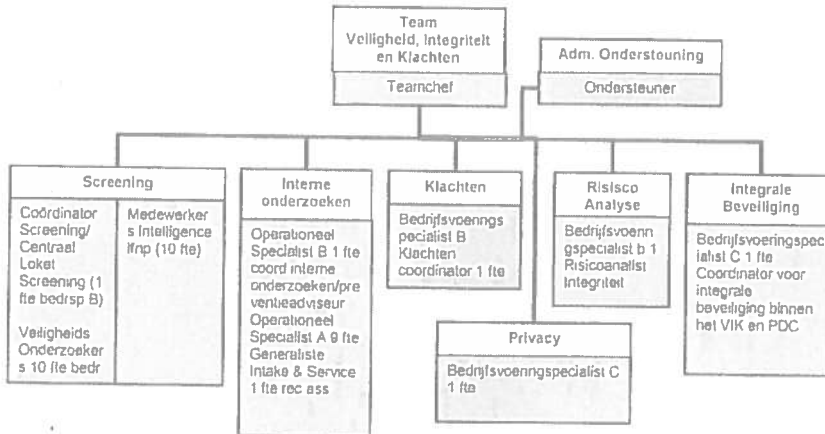 Team
Veiligheid, Integriteit
en Klachten
Teamchef
Adm. Ondersteuning
Ondersteuner
Screening
Coördinator
Screening/
Centraal
Loket
Screening (1
fte bedrsp B)
Veiligheids
Onderzoeker
s 10 fte bedr
Medewerker
s Intelligence
Ifnp (10 fte)
Interne
onderzoeken
Operationeel
Specialist B 1 fte
coord interne
onderzoeken/pre
ventieadviseur
Operationeel
Specialist A 9 fte
Generaliste
Intake & Service
1 fte rec ass
Klachten
Bedrijfsvoerings
pecialist B
Klachten
coordinator 1 fte
Privacy
Bedrijfsvoeringspecialist C
1 fte
Risisco
Analyse
Bedrijfsvoerin
gspecialist b 1
Risicoanalist
Integriteit
Integrale
Beveiliging
Bedrijfsvoeringspec
ialist C 1 fte
Coordinator voor
integrale
beveiliging binnen
het VIK en PDC